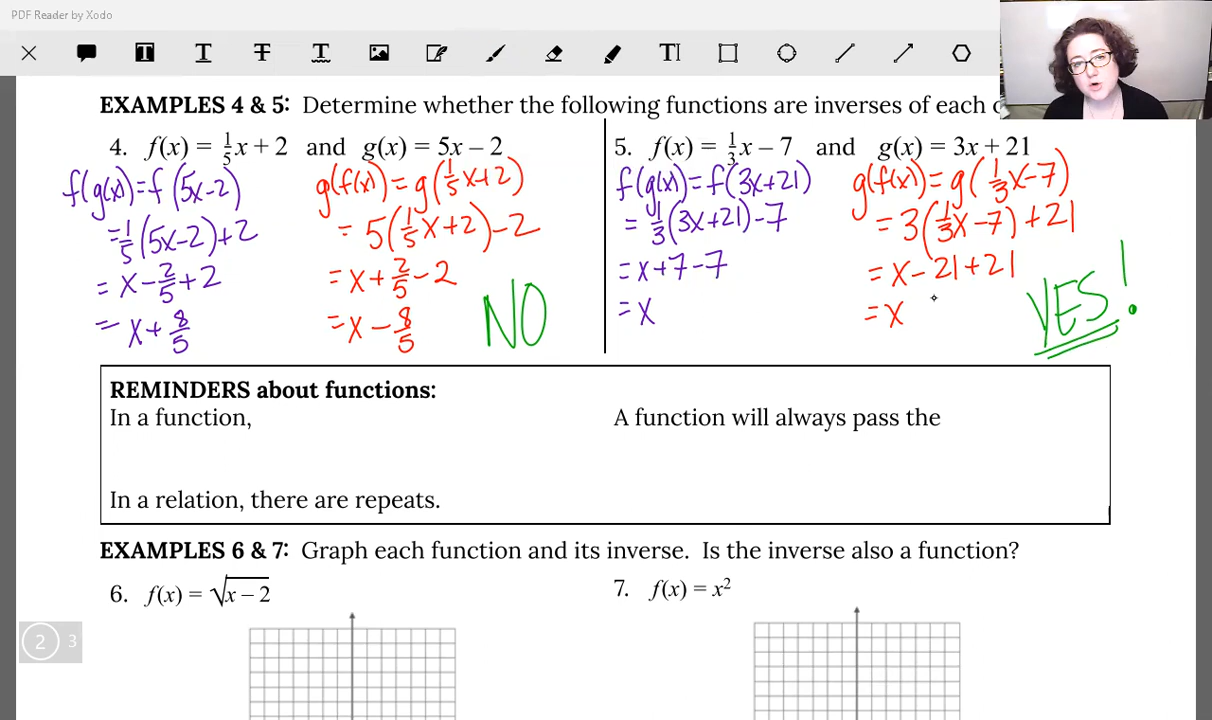 PDF Reader by Xodo
EXAMPLES 4 & 5: Determine whether the following functions are inverses of each
4. f(x) = 1/5 x + 2 and g(x) = 5x – 2
f(g(x)) = f(5x-2)
= 1/5(5x-2)+2
= x - 2/5 + 2
= x + 8/5
g(f(x)) = g(1/5x+2)
= 5(1/5x+2)-2
= x + 2/5 - 2
= x - 8/5
NO
5. f(x) = 1/3 x – 7 and g(x) = 3x + 21
f(g(x)) = f(3x+21)
= 1/3(3x+21)-7
= x+7-7
= x
g(f(x)) = g(1/3x-7)
= 3(1/3x-7)+21
= x-21+21
= x
YES!
REMINDERS about functions:
In a function,
A function will always pass the
In a relation, there are repeats.
EXAMPLES 6 & 7: Graph each function and its inverse. Is the inverse also a function?
6. f(x) = √x – 2
7. f(x) = x²
2 3